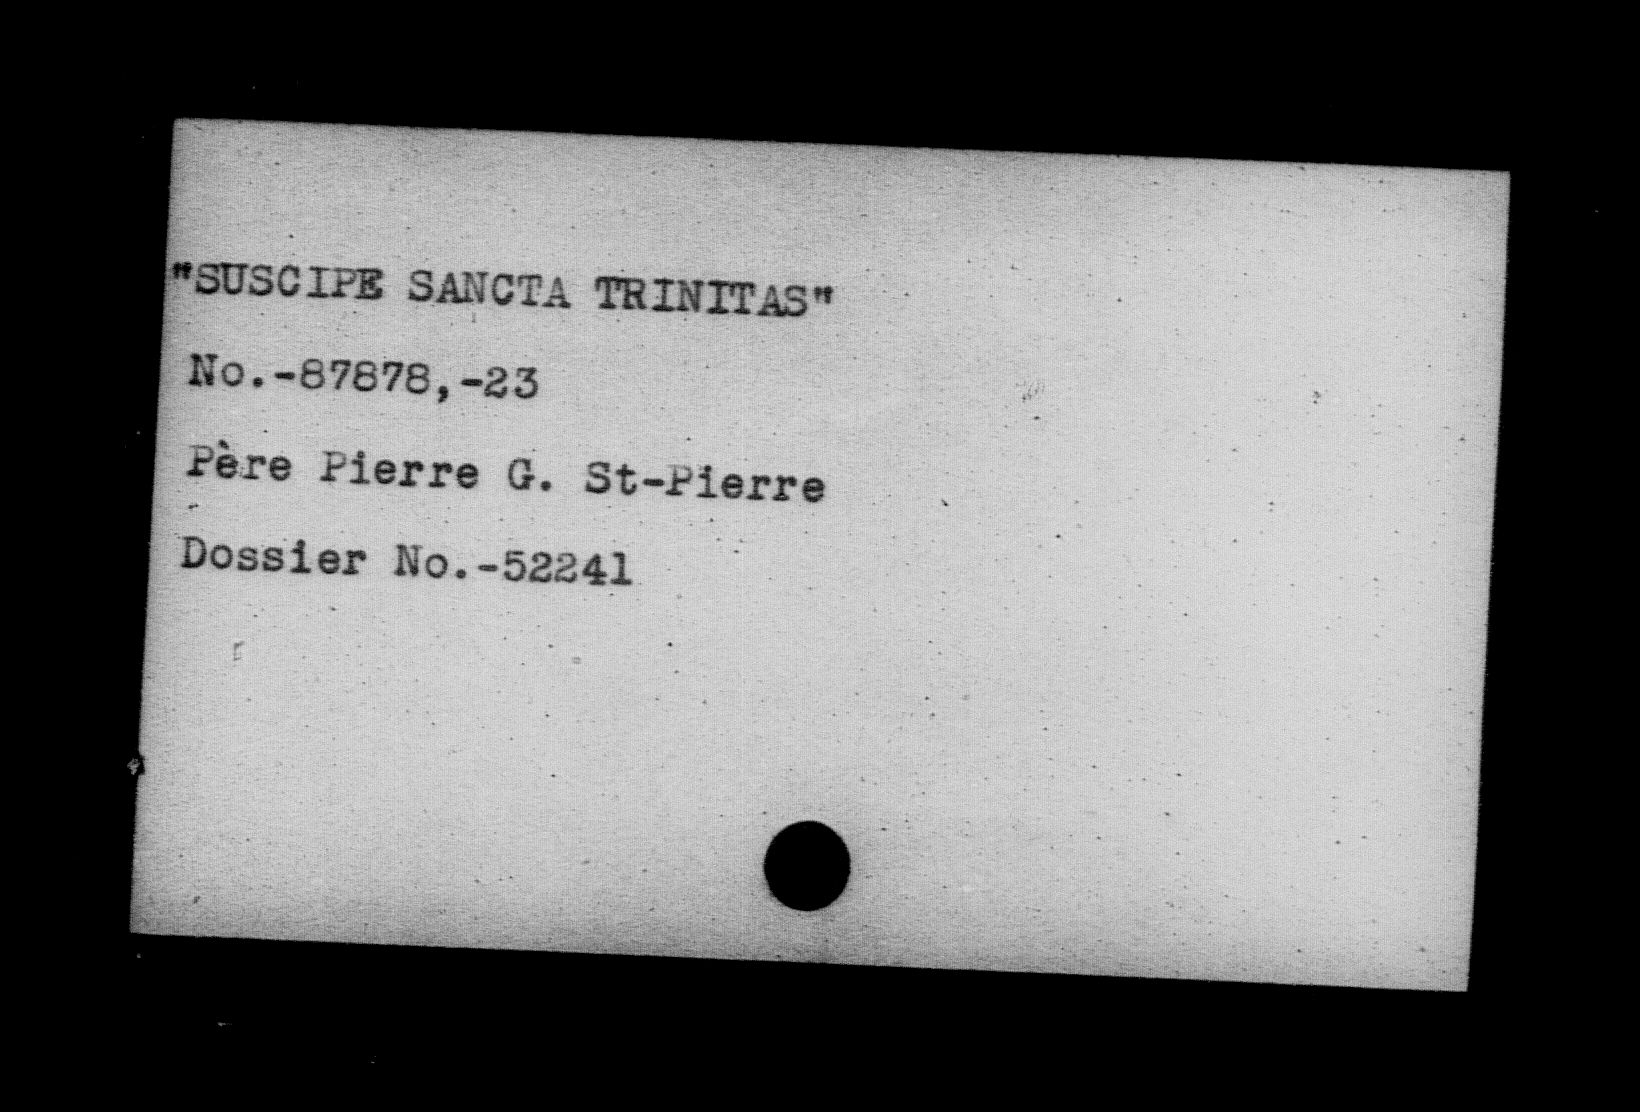 "SUSCIPE SANCTA TRINITAS"
No.-87878,-23
Père Pierre G. St-Pierre
Dossier No.-52241